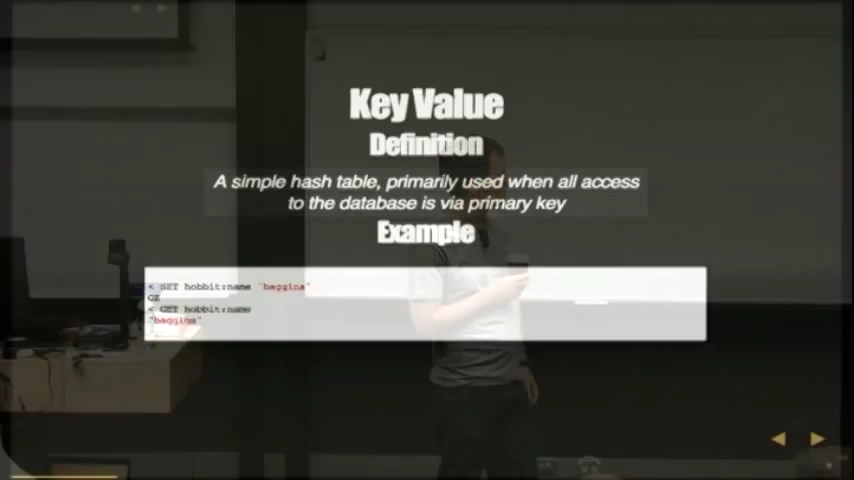 Key Value
Definition
A simple hash table, primarily used when all access
to the database is via primary key
Example
< SET hobbit:name "baggins"
OK
< GET hobbit:name
"baggins"